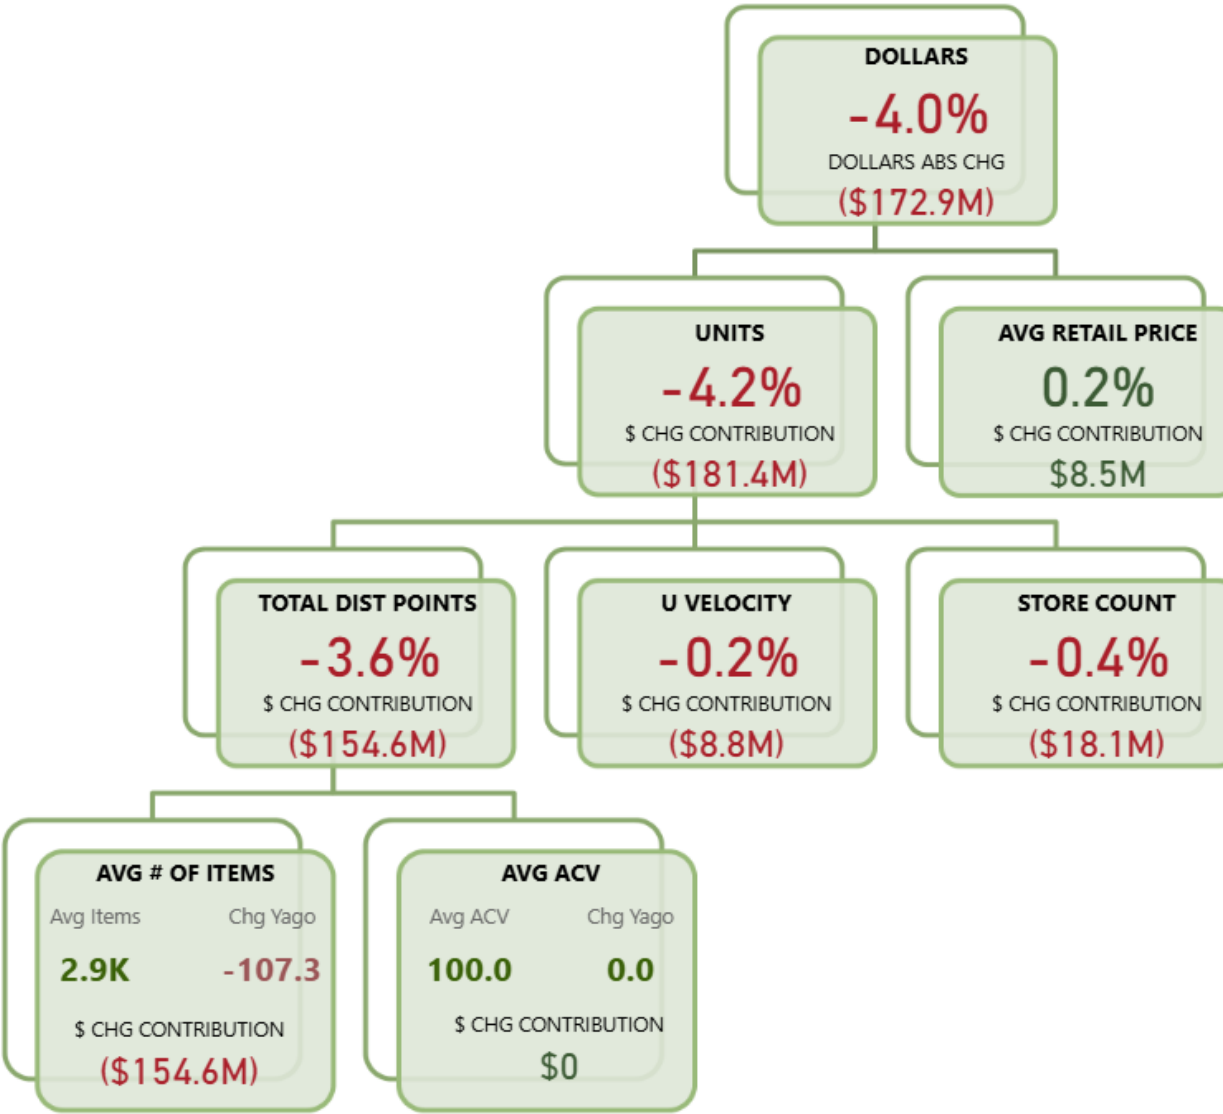 DOLLARS
-4.0%
DOLLARS ABS CHG
($172.9M)
UNITS
-4.2%
$ CHG CONTRIBUTION
($181.4M)
AVG RETAIL PRICE
0.2%
$ CHG CONTRIBUTION
$8.5M
TOTAL DIST POINTS
-3.6%
$ CHG CONTRIBUTION
($154.6M)
U VELOCITY
-0.2%
$ CHG CONTRIBUTION
($8.8M)
STORE COUNT
-0.4%
$ CHG CONTRIBUTION
($18.1M)
AVG # OF ITEMS
Avg Items Chg Yago
2.9K -107.3
$ CHG CONTRIBUTION
($154.6M)
AVG ACV
Avg ACV Chg Yago
100.0 0.0
$ CHG CONTRIBUTION
$0